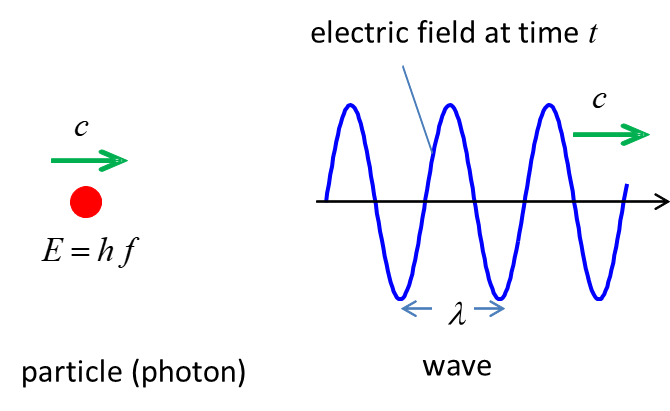 electric field at time t
c
c
E = h f
λ
particle (photon)
wave